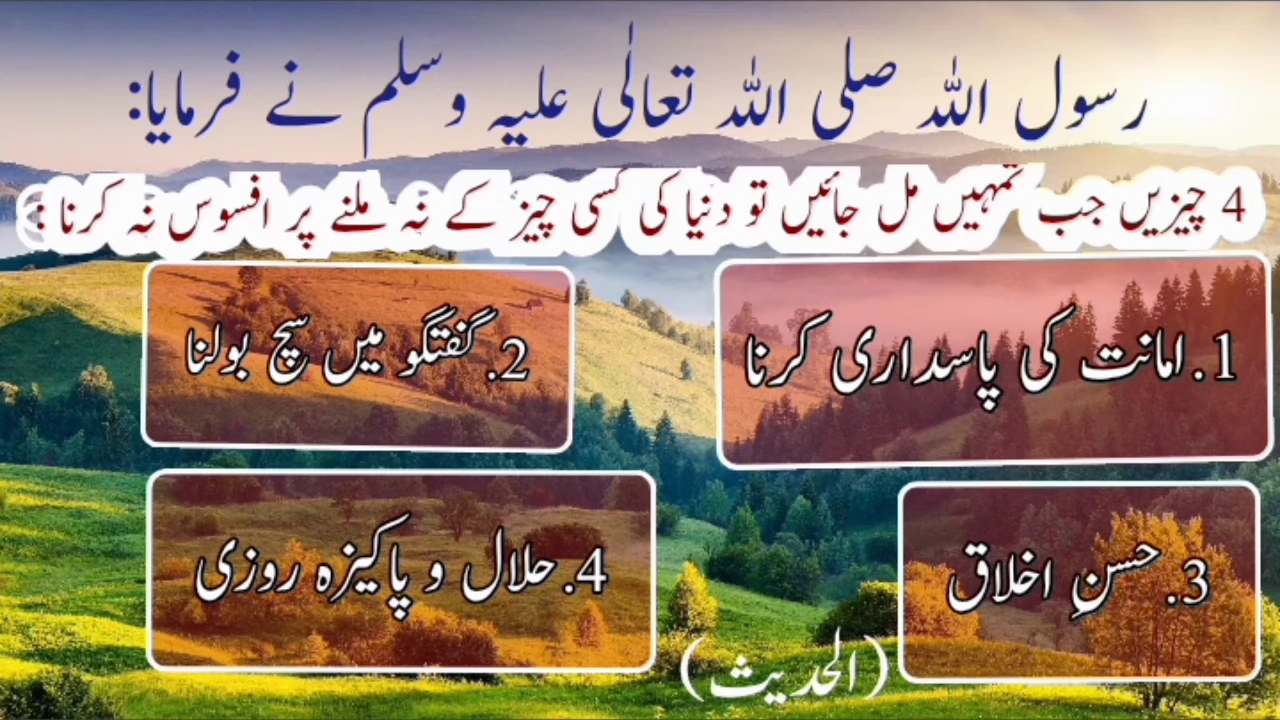 رسول اللہ صلی اللہ تعالٰی علیہ وسلم نے فرمایا:
4 چیزیں جب تمہیں مل جائیں تو دنیا کی کسی چیز کے نہ ملنے پر افسوس نہ کرنا :
1. امانت کی پاسداری کرنا
2. گفتگو میں سچ بولنا
3. حسنِ اخلاق
4. حلال و پاکیزہ روزی
(الحدیث)